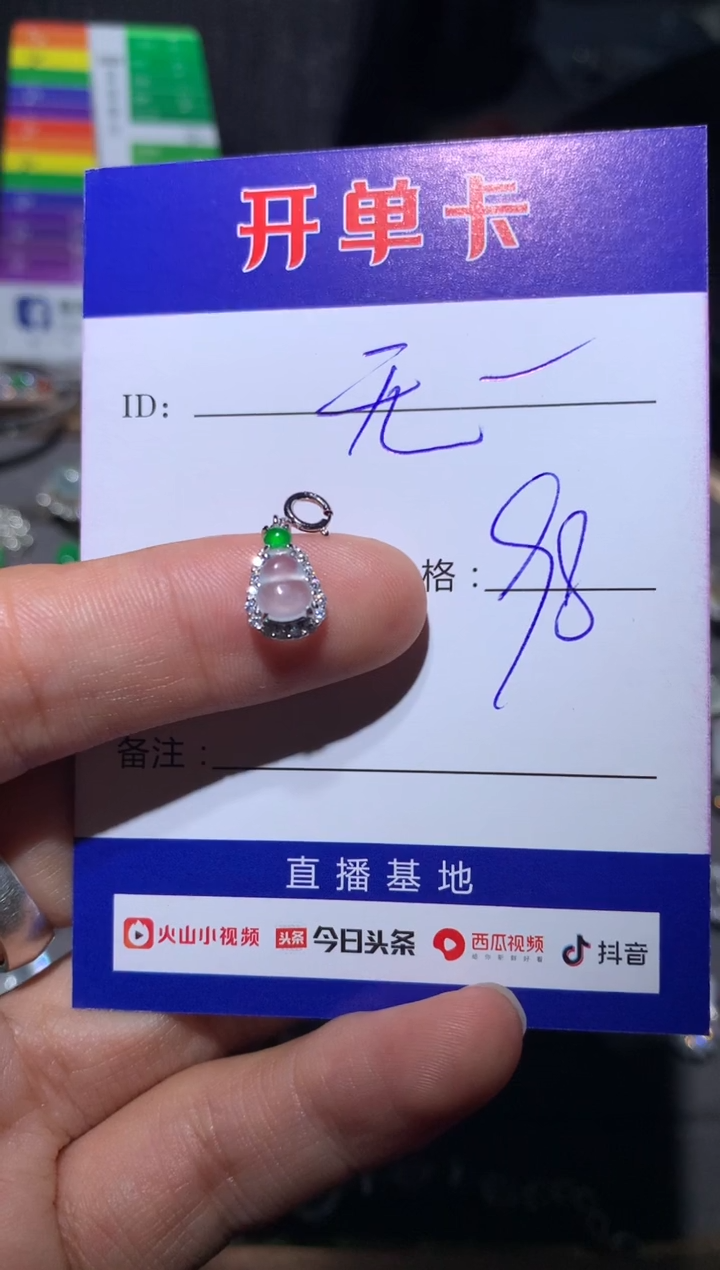 开单卡
ID: 无一
格: 98
备注:
直播基地
火山小视频 头条 今日头条 西瓜视频 抖音